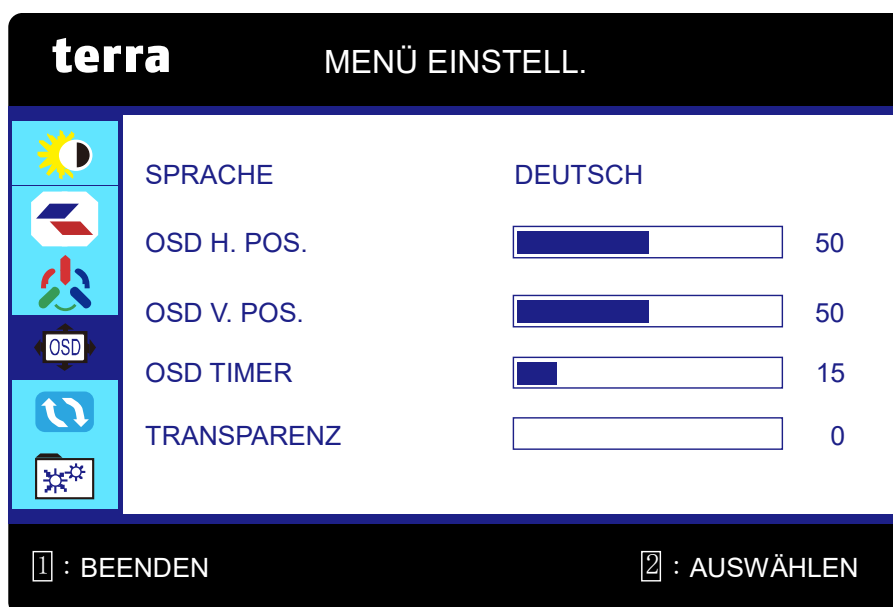 terra MENÜ EINSTELL.
SPRACHE DEUTSCH
OSD H. POS. 50
OSD V. POS. 50
OSD
OSD TIMER 15
TRANSPARENZ 0
1 : BEENDEN 2 : AUSWÄHLEN